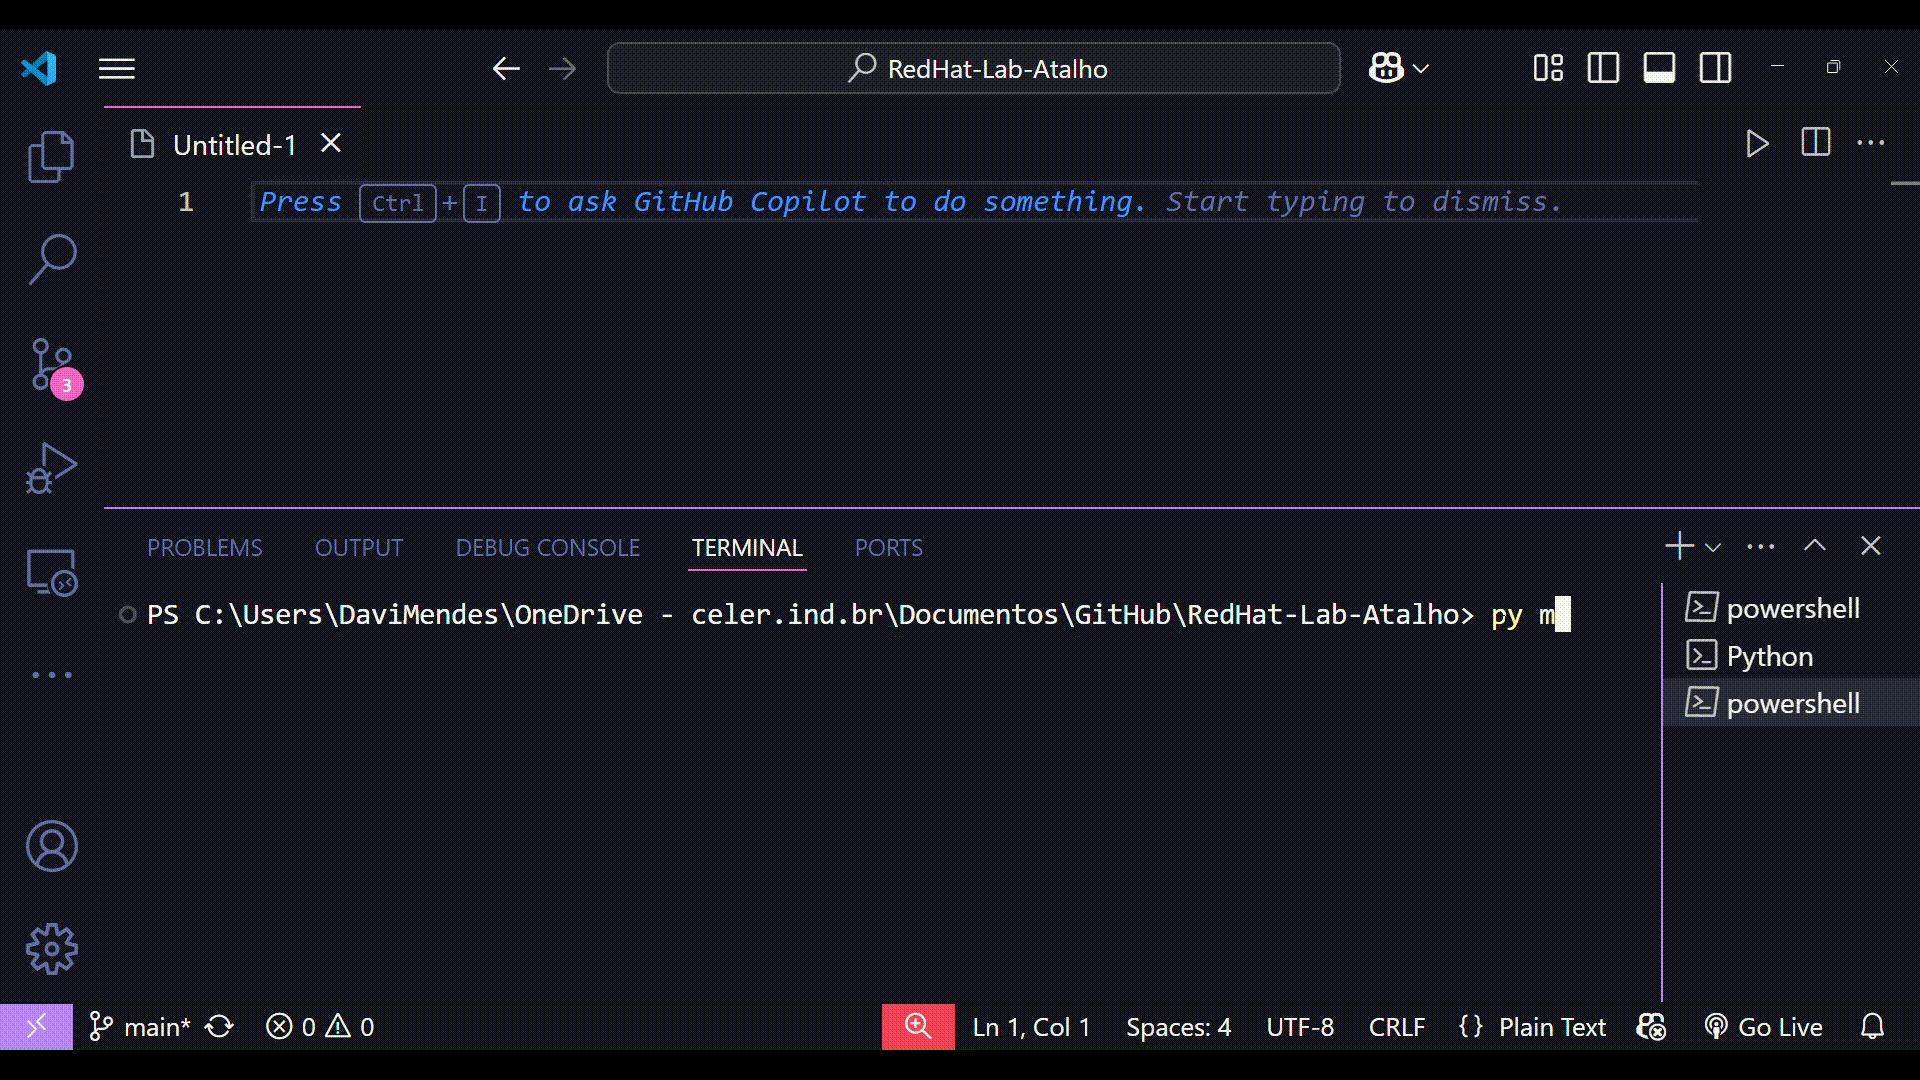 RedHat-Lab-Atalho
Untitled-1
1
Press Ctrl+I to ask GitHub Copilot to do something. Start typing to dismiss.
3
PROBLEMS OUTPUT DEBUG CONSOLE TERMINAL PORTS
PS C:\Users\DaviMendes\OneDrive - celer.ind.br\Documentos\GitHub\RedHat-Lab-Atalho> py m
powershell
Python
powershell
main* 0 0 Ln 1, Col 1 Spaces: 4 UTF-8 CRLF {} Plain Text Go Live